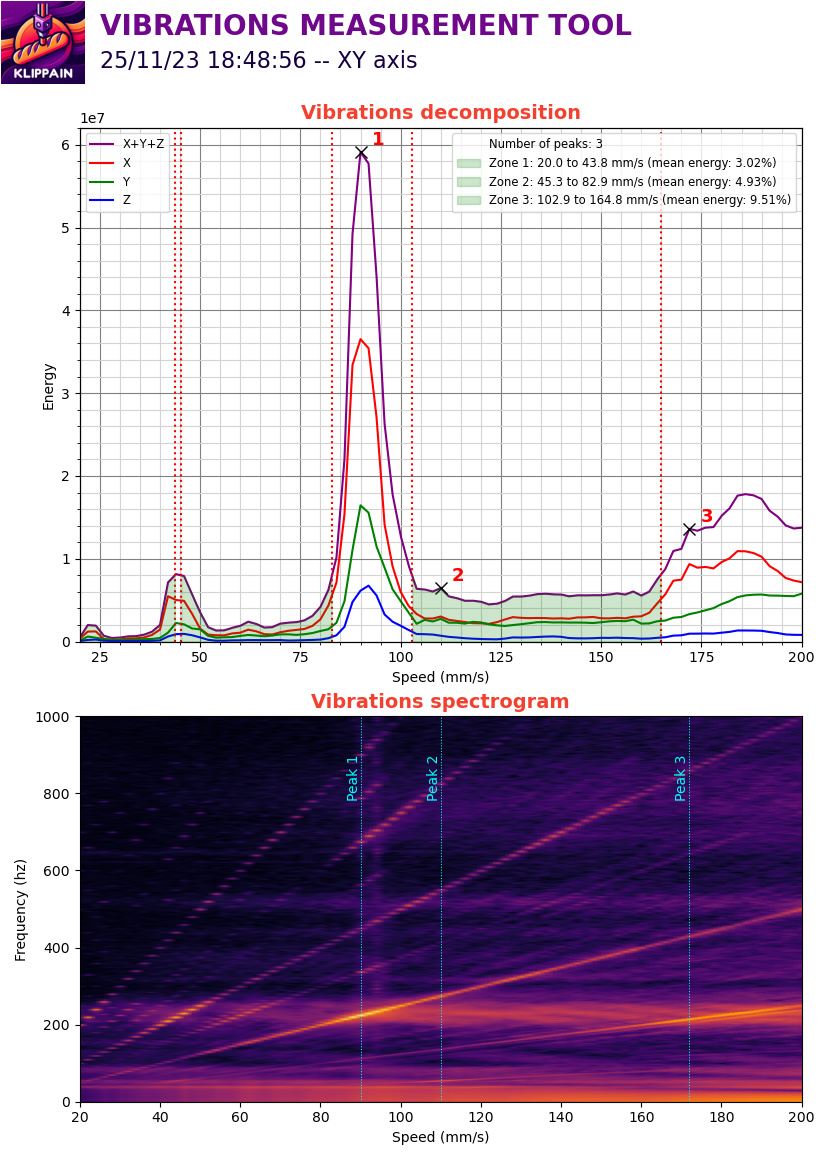 KLIPPAIN
VIBRATIONS MEASUREMENT TOOL
25/11/23 18:48:56 -- XY axis
Vibrations decomposition
1e7
X+Y+Z
X
Y
Z
Number of peaks: 3
Zone 1: 20.0 to 43.8 mm/s (mean energy: 3.02%)
Zone 2: 45.3 to 82.9 mm/s (mean energy: 4.93%)
Zone 3: 102.9 to 164.8 mm/s (mean energy: 9.51%)
1
2
3
6
5
4
3
2
1
0
Energy
25 50 75 100 125 150 175 200
Speed (mm/s)
Vibrations spectrogram
Peak 1
Peak 2
Peak 3
1000
800
600
400
200
0
Frequency (hz)
20 40 60 80 100 120 140 160 180 200
Speed (mm/s)